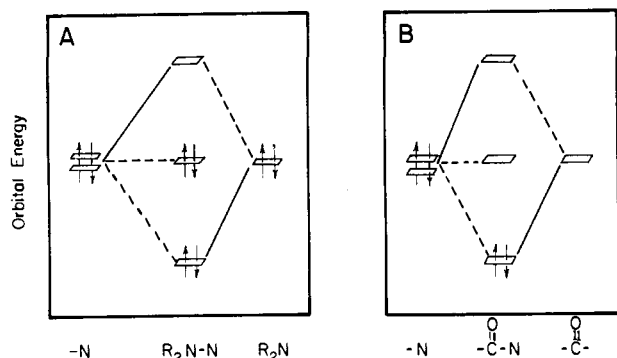 A
B
Orbital Energy
-N
R₂N-N
R₂N
-N
O
-C-N
O
-C-